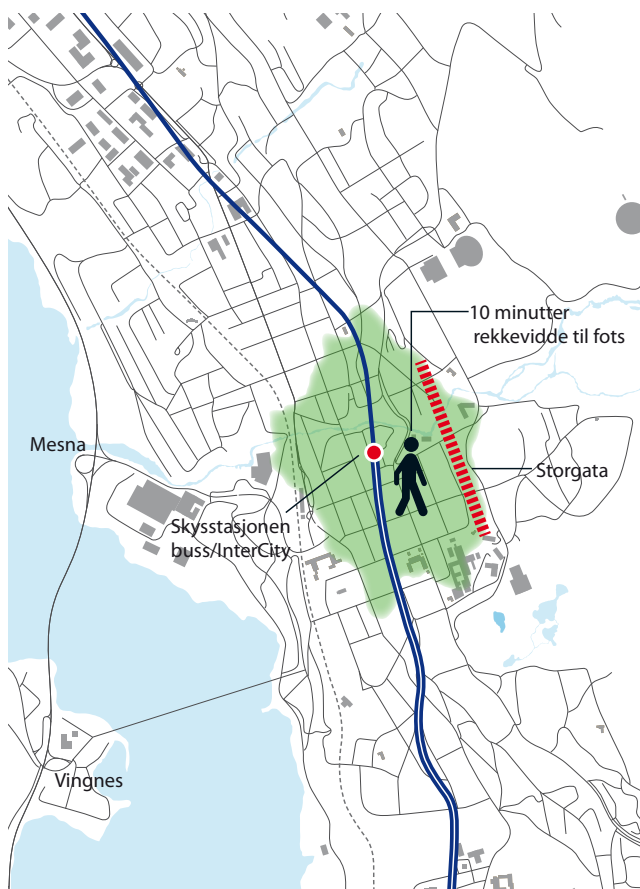 10 minutter
rekkevidde til fots
Mesna
Storgata
Skysstasjonen
buss/InterCity
Vingnes